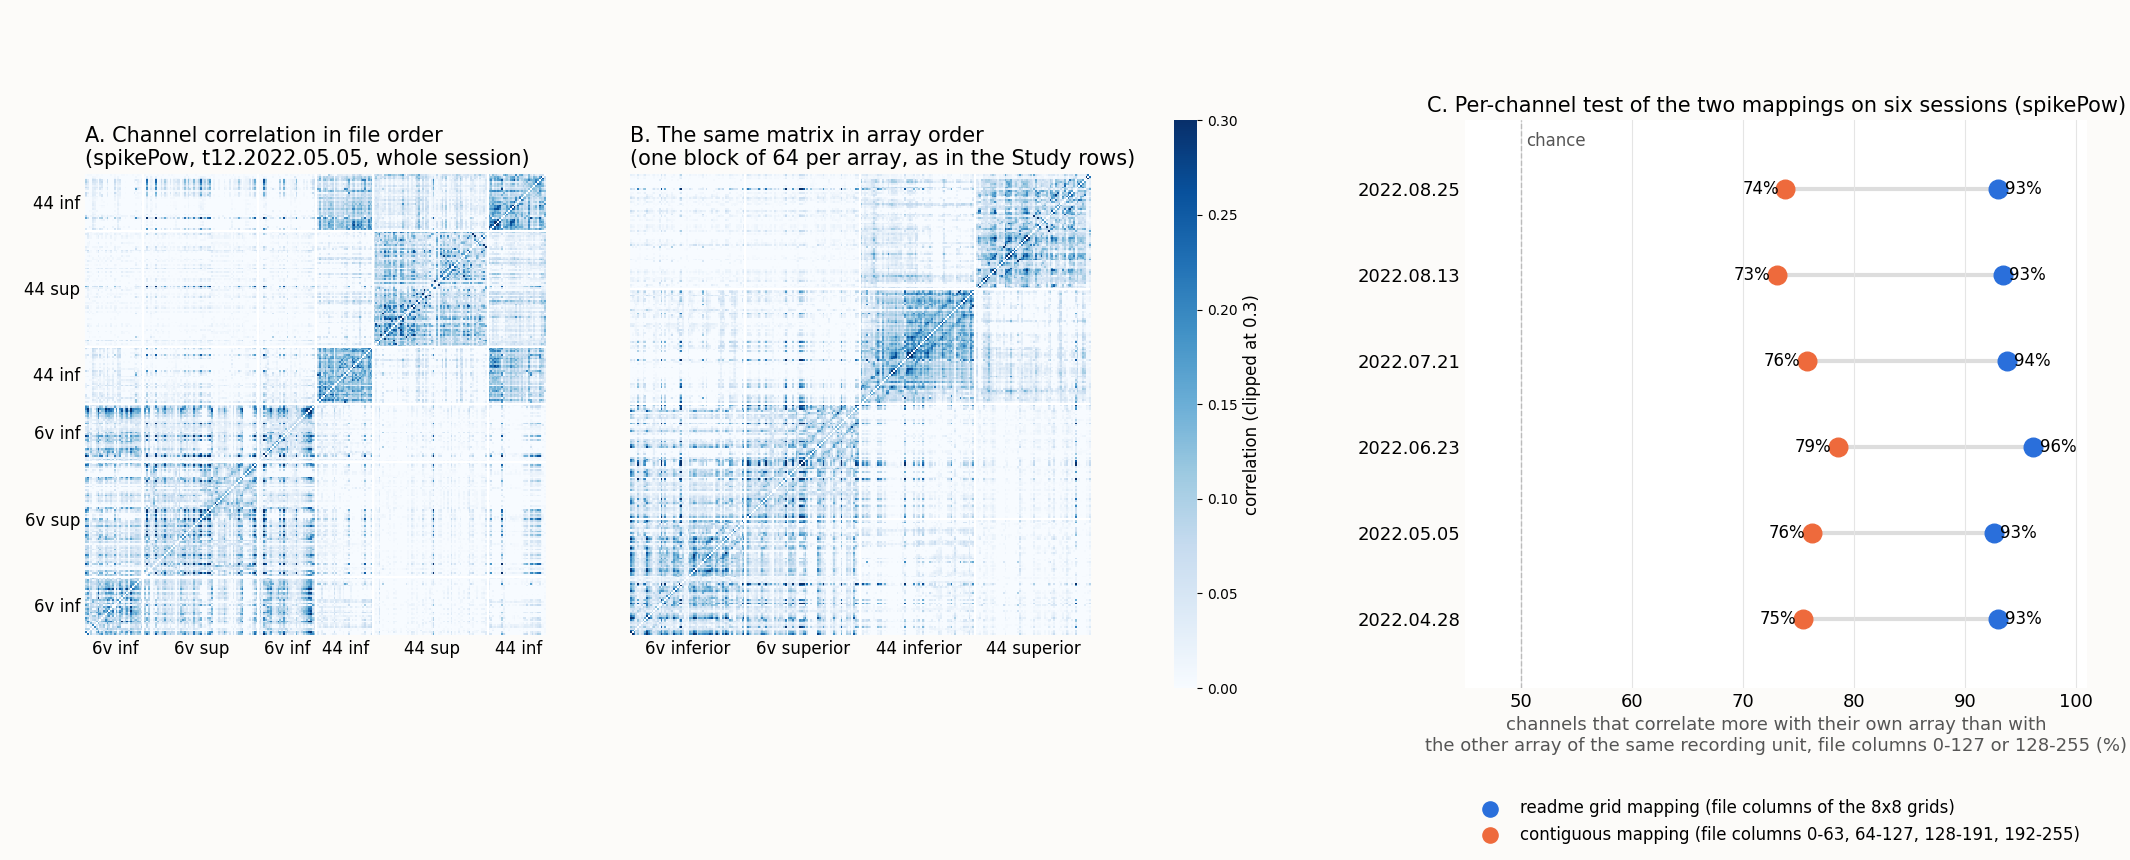 A. Channel correlation in file order
(spikePow, t12.2022.05.05, whole session)
44 inf
44 sup
44 inf
6v inf
6v sup
6v inf
6v inf
6v sup
6v inf
44 inf
44 sup
44 inf
B. The same matrix in array order
(one block of 64 per array, as in the Study rows)
6v inferior
6v superior
44 inferior
44 superior
0.30
0.25
0.20
0.15
0.10
0.05
0.00
correlation (clipped at 0.3)
C. Per-channel test of the two mappings on six sessions (spikePow)
chance
2022.08.25
74%
93%
2022.08.13
73%
93%
2022.07.21
76%
94%
2022.06.23
79%
96%
2022.05.05
76%
93%
2022.04.28
75%
93%
50
60
70
80
90
100
channels that correlate more with their own array than with
the other array of the same recording unit, file columns 0-127 or 128-255 (%)
readme grid mapping (file columns of the 8x8 grids)
contiguous mapping (file columns 0-63, 64-127, 128-191, 192-255)